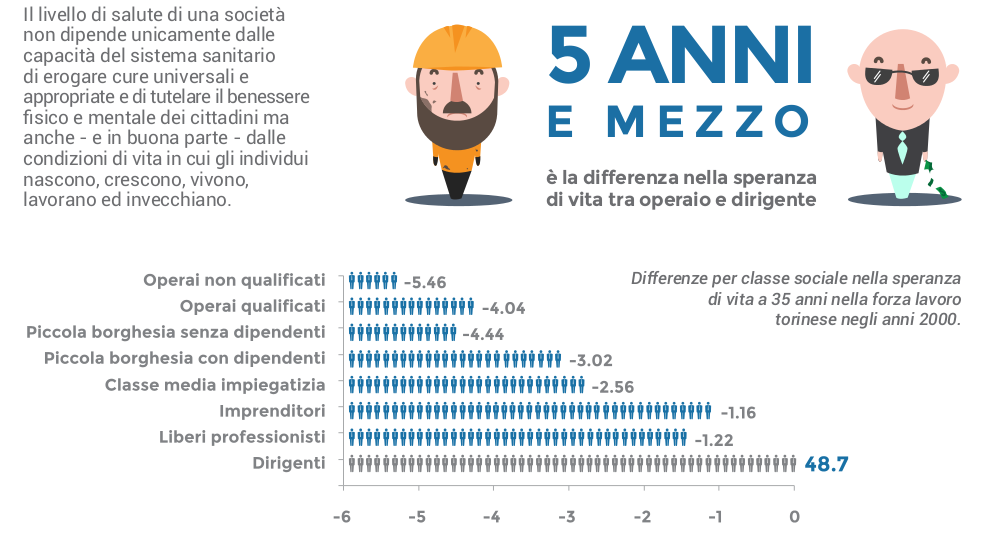 Il livello di salute di una società
non dipende unicamente dalle
capacità del sistema sanitario
di erogare cure universali e
appropriate e di tutelare il benessere
fisico e mentale dei cittadini ma
anche - e in buona parte - dalle
condizioni di vita in cui gli individui
nascono, crescono, vivono,
lavorano ed invecchiano.
5 ANNI
E MEZZO
è la differenza nella speranza
di vita tra operaio e dirigente
Differenze per classe sociale nella speranza
di vita a 35 anni nella forza lavoro
torinese negli anni 2000.
Operai non qualificati -5.46
Operai qualificati -4.04
Piccola borghesia senza dipendenti -4.44
Piccola borghesia con dipendenti -3.02
Classe media impiegatizia -2.56
Imprenditori -1.16
Liberi professionisti -1.22
Dirigenti 48.7
-6 -5 -4 -3 -2 -1 0